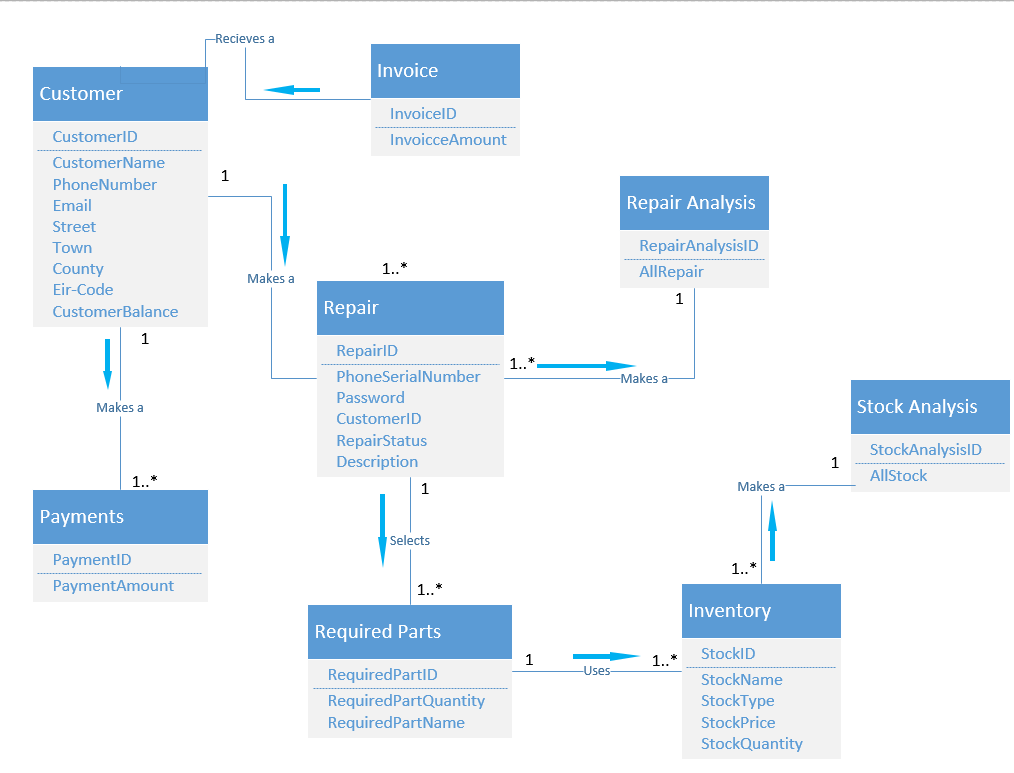 Recieves a
Invoice
InvoiceID
InvoicceAmount
Customer
CustomerID
CustomerName
PhoneNumber
Email
Street
Town
County
Eir-Code
CustomerBalance
1
Makes a
1..*
Repair
RepairID
PhoneSerialNumber
Password
CustomerID
RepairStatus
Description
Repair Analysis
RepairAnalysisID
AllRepair
1
1..*
Makes a
1
Makes a
1..*
Payments
PaymentID
PaymentAmount
1
Selects
1..*
Required Parts
RequiredPartID
RequiredPartQuantity
RequiredPartName
1
Uses
1..*
Stock Analysis
StockAnalysisID
AllStock
1
Makes a
1..*
Inventory
StockID
StockName
StockType
StockPrice
StockQuantity